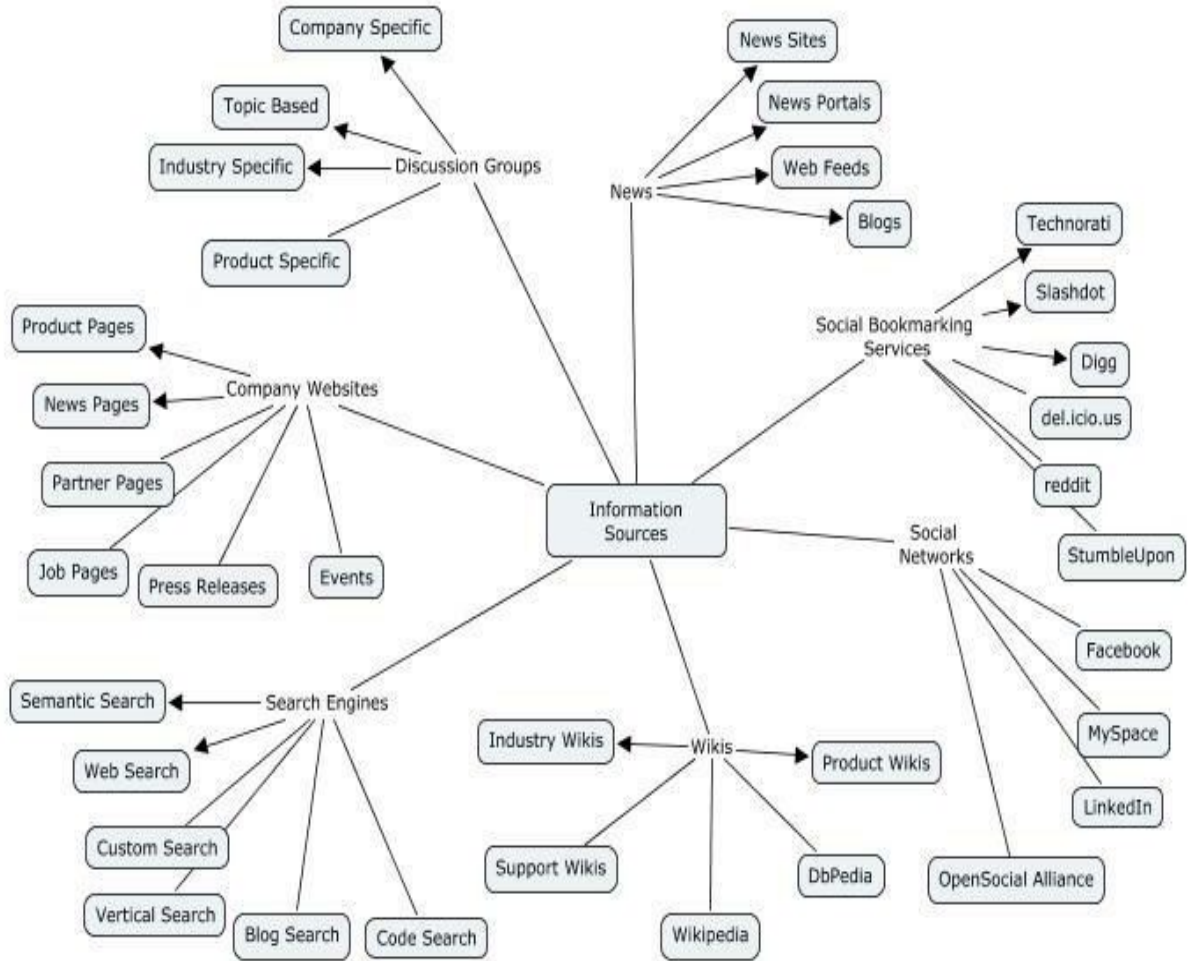 Company Specific
News Sites
Topic Based
News Portals
Industry Specific
Discussion Groups
Web Feeds
News
Blogs
Product Specific
Technorati
Slashdot
Social Bookmarking
Services
Digg
del.icio.us
reddit
StumbleUpon
Product Pages
Company Websites
News Pages
Partner Pages
Job Pages
Press Releases
Events
Information
Sources
Social
Networks
Facebook
MySpace
LinkedIn
OpenSocial Alliance
Semantic Search
Search Engines
Web Search
Custom Search
Vertical Search
Blog Search
Code Search
Industry Wikis
Wikis
Product Wikis
Support Wikis
DbPedia
Wikipedia